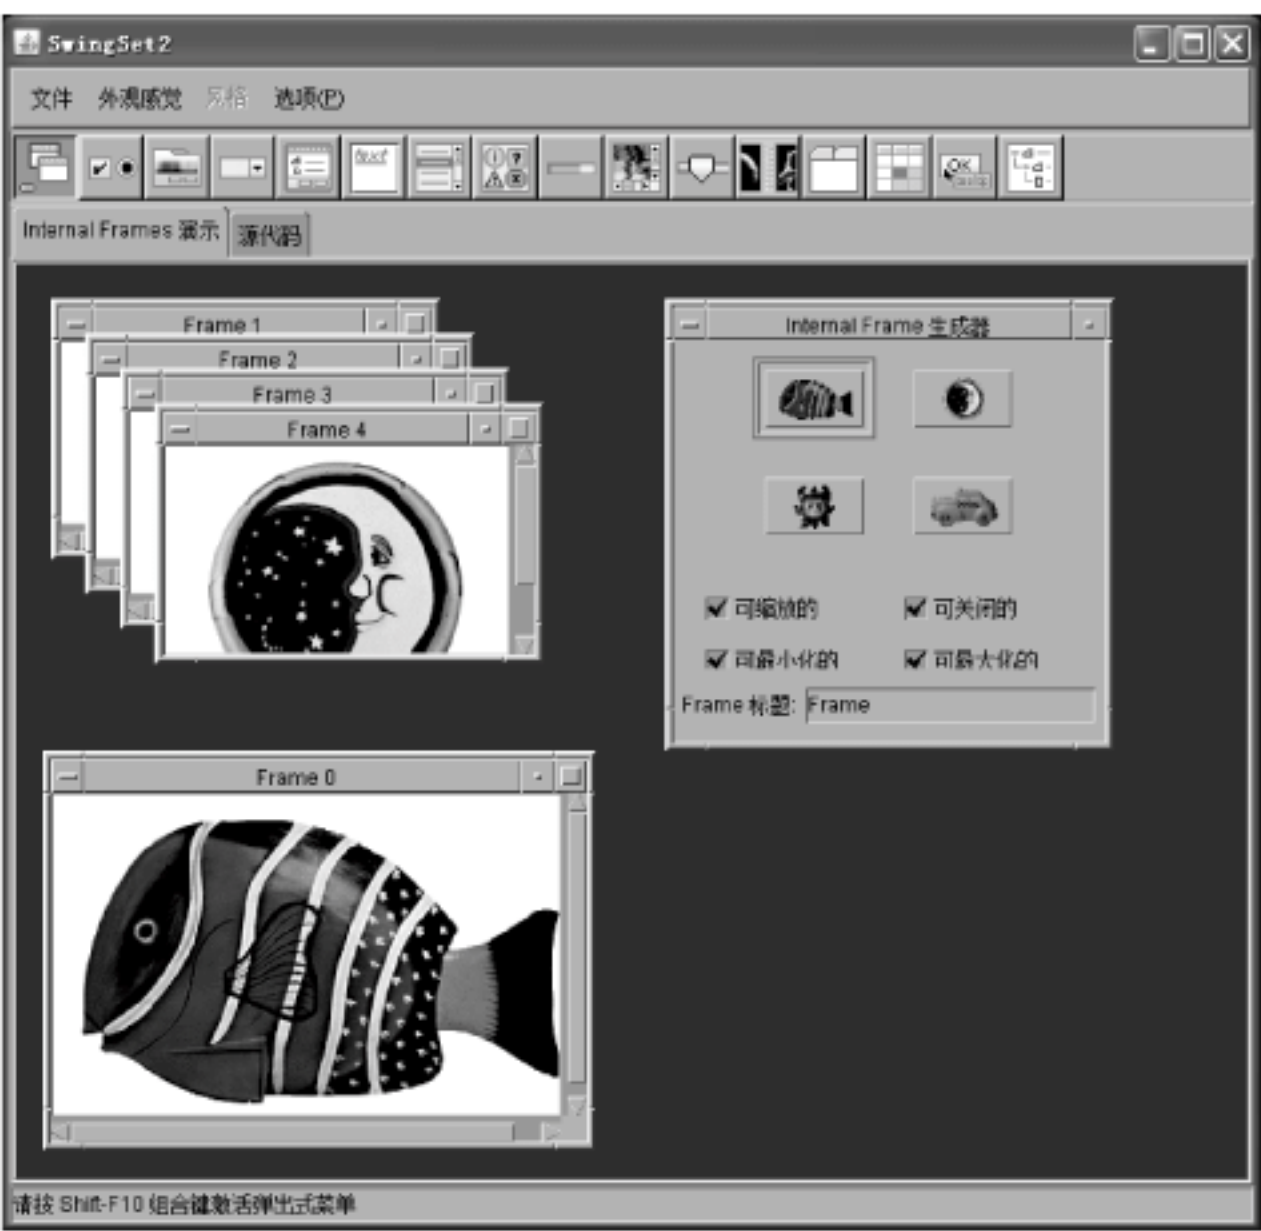 SwingSet2
文件 外观感觉 风格 选项(P)
Internal Frames 演示 源代码
Frame 1
Frame 2
Frame 3
Frame 4
Internal Frame 生成器
可缩放的 可关闭的
可最小化的 可最大化的
Frame 标题: Frame
Frame 0
请按 Shift-F10 组合键激活弹出式菜单